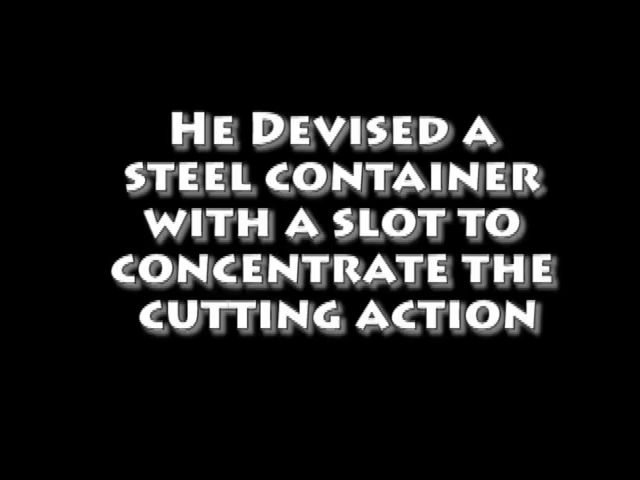 He Devised a
steel container
with a slot to
concentrate the
cutting action